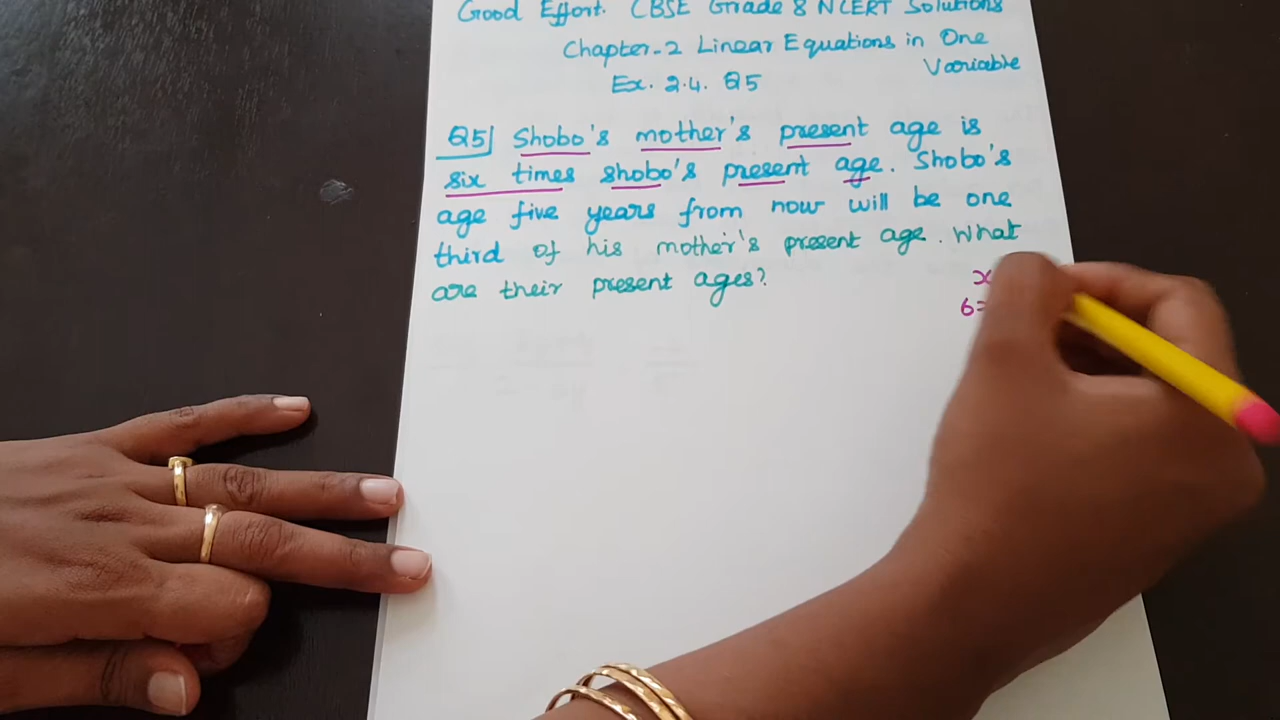 Good Effort. CBSE Grade 8 NCERT Solutions
Chapter-2 Linear Equations in One
Variable
Ex. 2.4. Q5
Q5| Shobo's mother's present age is
six times shobo's present age. Shobo's
age five years from now will be one
third of his mother's present age. What
are their present ages?
x
6